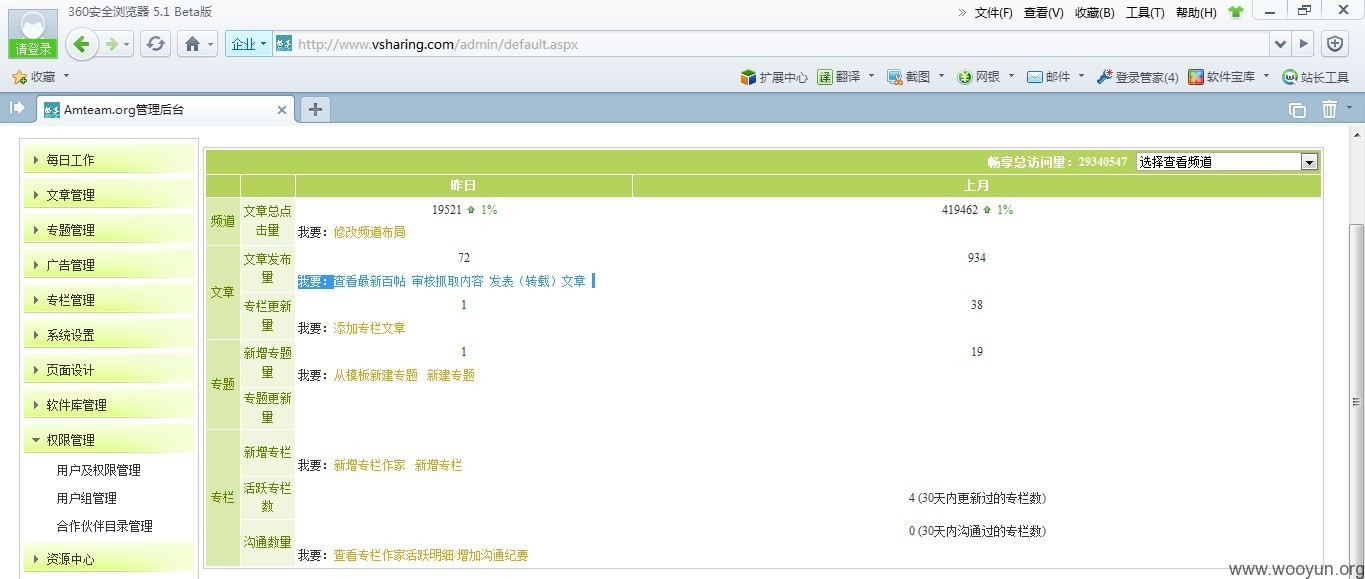 360安全浏览器 5.1 Beta版
文件(F) 查看(V) 收藏(B) 工具(T) 帮助(H)
请登录
企业
http://www.vsharing.com/admin/default.aspx
收藏
扩展中心 翻译 截图 网银 邮件 登录管家(4) 软件宝库 站长工具
Amteam.org管理后台
每日工作
文章管理
专题管理
广告管理
专栏管理
系统设置
页面设计
软件库管理
权限管理
用户及权限管理
用户组管理
合作伙伴目录管理
资源中心
畅享总访问量：29340547 选择查看频道
昨日 上月
频道 文章总点击量 19521 1% 419462 1%
我要：修改频道布局
文章 文章发布量 72 934
我要：查看最新百帖 审核抓取内容 发表（转载）文章
专栏更新量 1 38
我要：添加专栏文章
专题 新增专题量 1 19
我要：从模板新建专题 新建专题
专题更新量
专栏 新增专栏
我要：新增专栏作家 新增专栏
活跃专栏数 4 (30天内更新过的专栏数)
沟通数量 0 (30天内沟通过的专栏数)
我要：查看专栏作家活跃明细 增加沟通纪要
www.wooyun.org